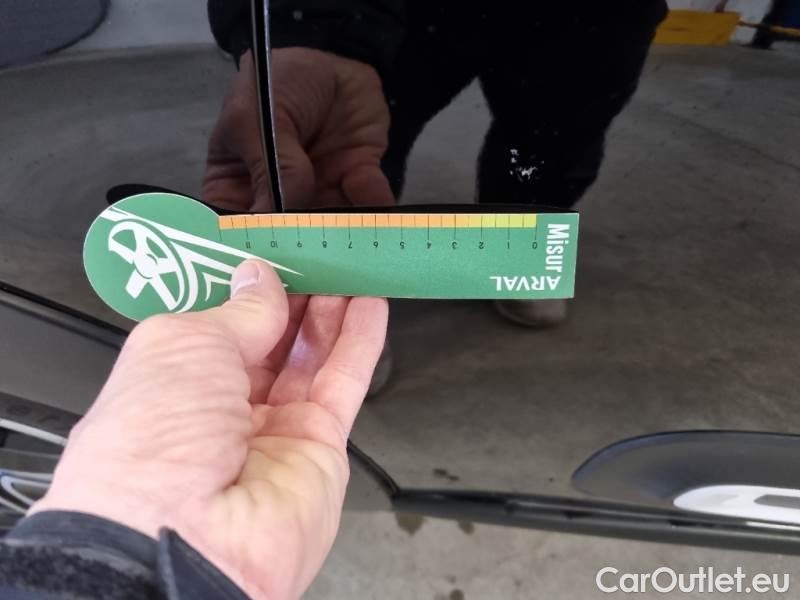 11 10 9 8 7 6 5 4 3 2 1 0
Misur
ARVAL
CarOutlet.eu